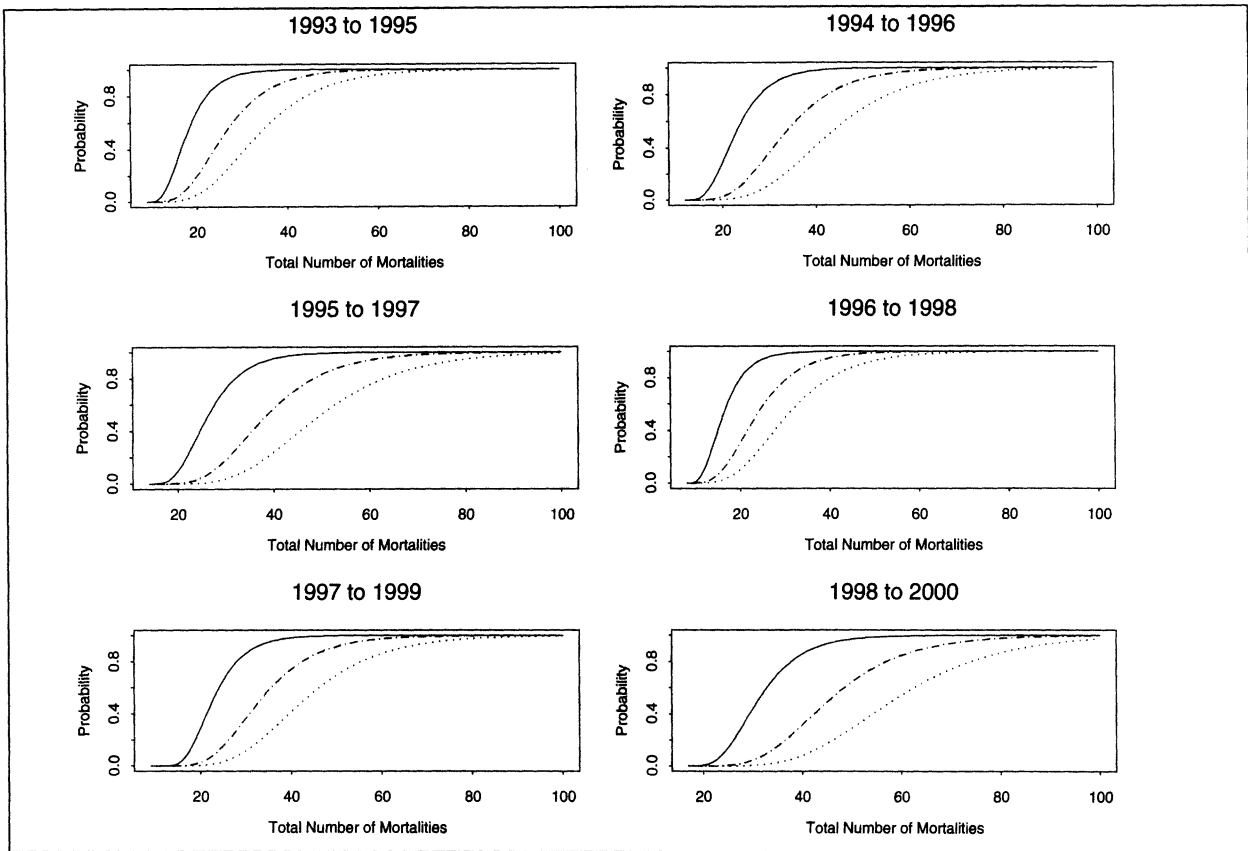 1993 to 1995
Probability
0.0 0.4 0.8
20 40 60 80 100
Total Number of Mortalities
1994 to 1996
Probability
0.0 0.4 0.8
20 40 60 80 100
Total Number of Mortalities
1995 to 1997
Probability
0.0 0.4 0.8
20 40 60 80 100
Total Number of Mortalities
1996 to 1998
Probability
0.0 0.4 0.8
20 40 60 80 100
Total Number of Mortalities
1997 to 1999
Probability
0.0 0.4 0.8
20 40 60 80 100
Total Number of Mortalities
1998 to 2000
Probability
0.0 0.4 0.8
20 40 60 80 100
Total Number of Mortalities